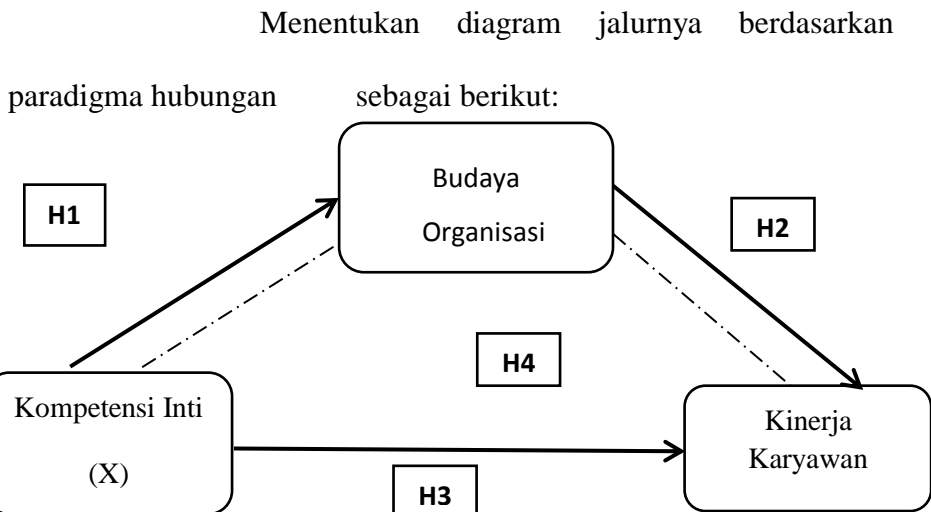 Menentukan diagram jalurnya berdasarkan
paradigma hubungan sebagai berikut:
Budaya
Organisasi
H1
H2
H4
Kompetensi Inti
(X)
Kinerja
Karyawan
H3